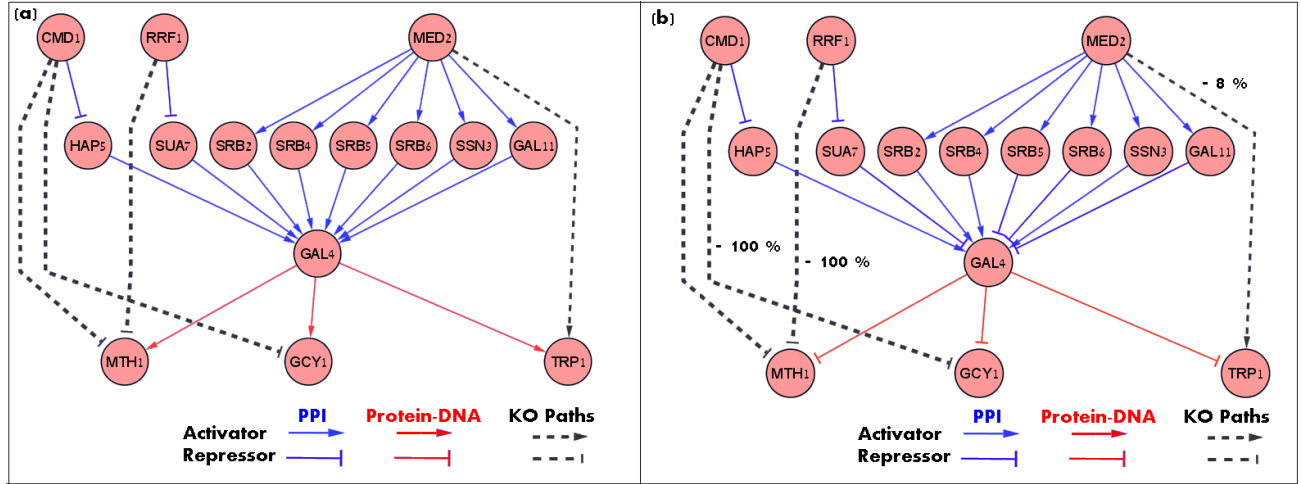 (a)
CMD1 RRF1 MED2
HAP5 SUA7 SRB2 SRB4 SRB5 SRB6 SSN3 GAL11
GAL4
MTH1 GCY1 TRP1
PPI Protein-DNA KO Paths
Activator
Repressor
(b)
CMD1 RRF1 MED2
- 8 %
HAP5 SUA7 SRB2 SRB4 SRB5 SRB6 SSN3 GAL11
- 100 % - 100 % GAL4
MTH1 GCY1 TRP1
PPI Protein-DNA KO Paths
Activator
Repressor